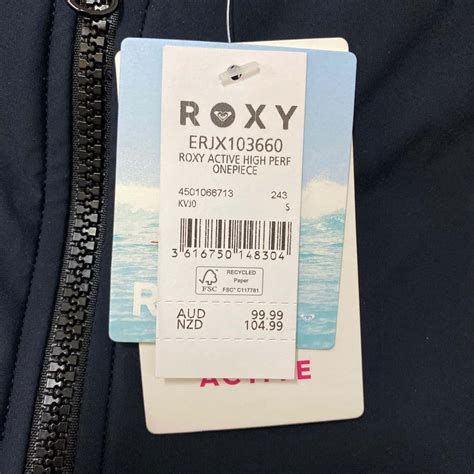 ROXY
ERJX103660
ROXY ACTIVE HIGH PERF
ONEPIECE
4501066713 243
KVJ0 S
3 616750 148304
FSC
RECYCLED
Paper
FSC® C117781
AUD 99.99
NZD 104.99
ACTIVE